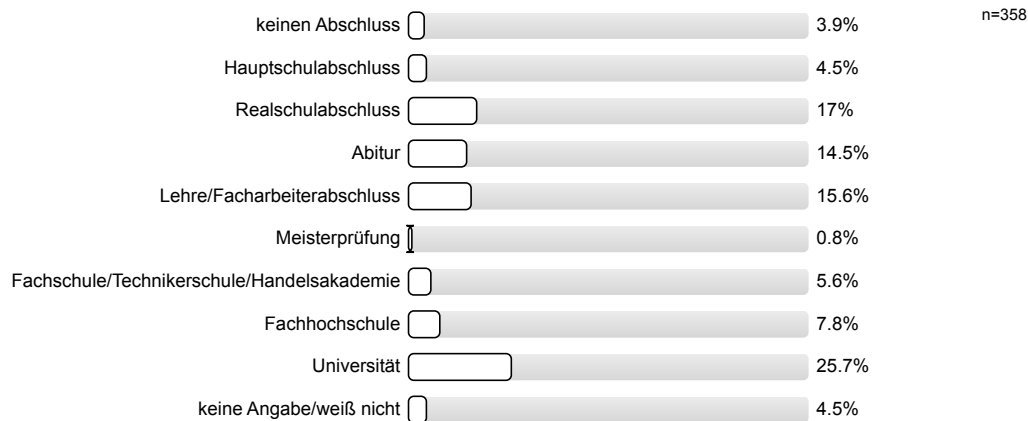 n=358
keinen Abschluss 3.9%
Hauptschulabschluss 4.5%
Realschulabschluss 17%
Abitur 14.5%
Lehre/Facharbeiterabschluss 15.6%
Meisterprüfung 0.8%
Fachschule/Technikerschule/Handelsakademie 5.6%
Fachhochschule 7.8%
Universität 25.7%
keine Angabe/weiß nicht 4.5%